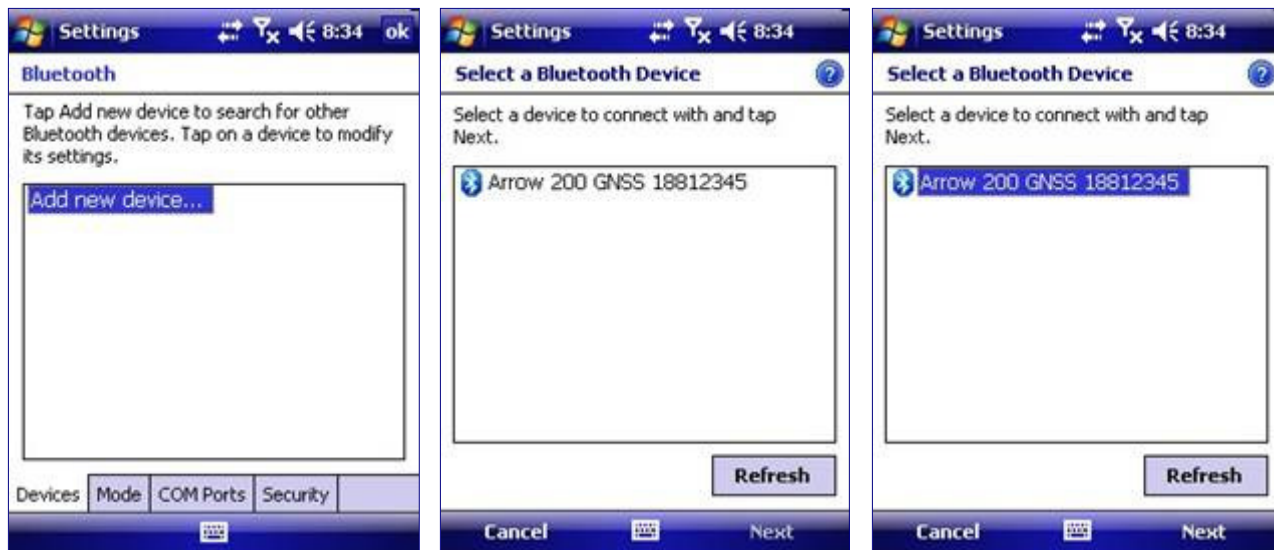 Settings 8:34 ok
Bluetooth
Tap Add new device to search for other
Bluetooth devices. Tap on a device to modify
its settings.
Add new device...
Devices Mode COM Ports Security
Settings 8:34
Select a Bluetooth Device ?
Select a device to connect with and tap
Next.
Arrow 200 GNSS 18812345
Refresh
Cancel Next
Settings 8:34
Select a Bluetooth Device ?
Select a device to connect with and tap
Next.
Arrow 200 GNSS 18812345
Refresh
Cancel Next